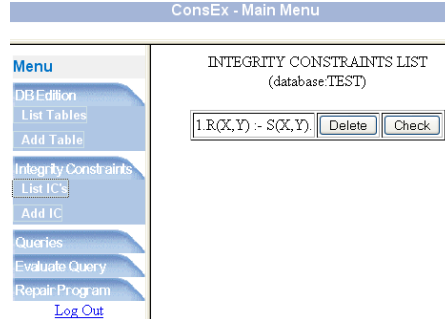 ConsEx - Main Menu
Menu
DB Edition
List Tables
Add Table
Integrity Constraints
List IC's
Add IC
Queries
Evaluate Query
Repair Program
Log Out
INTEGRITY CONSTRAINTS LIST
(database:TEST)
1.R(X,Y) :- S(X,Y). Delete Check